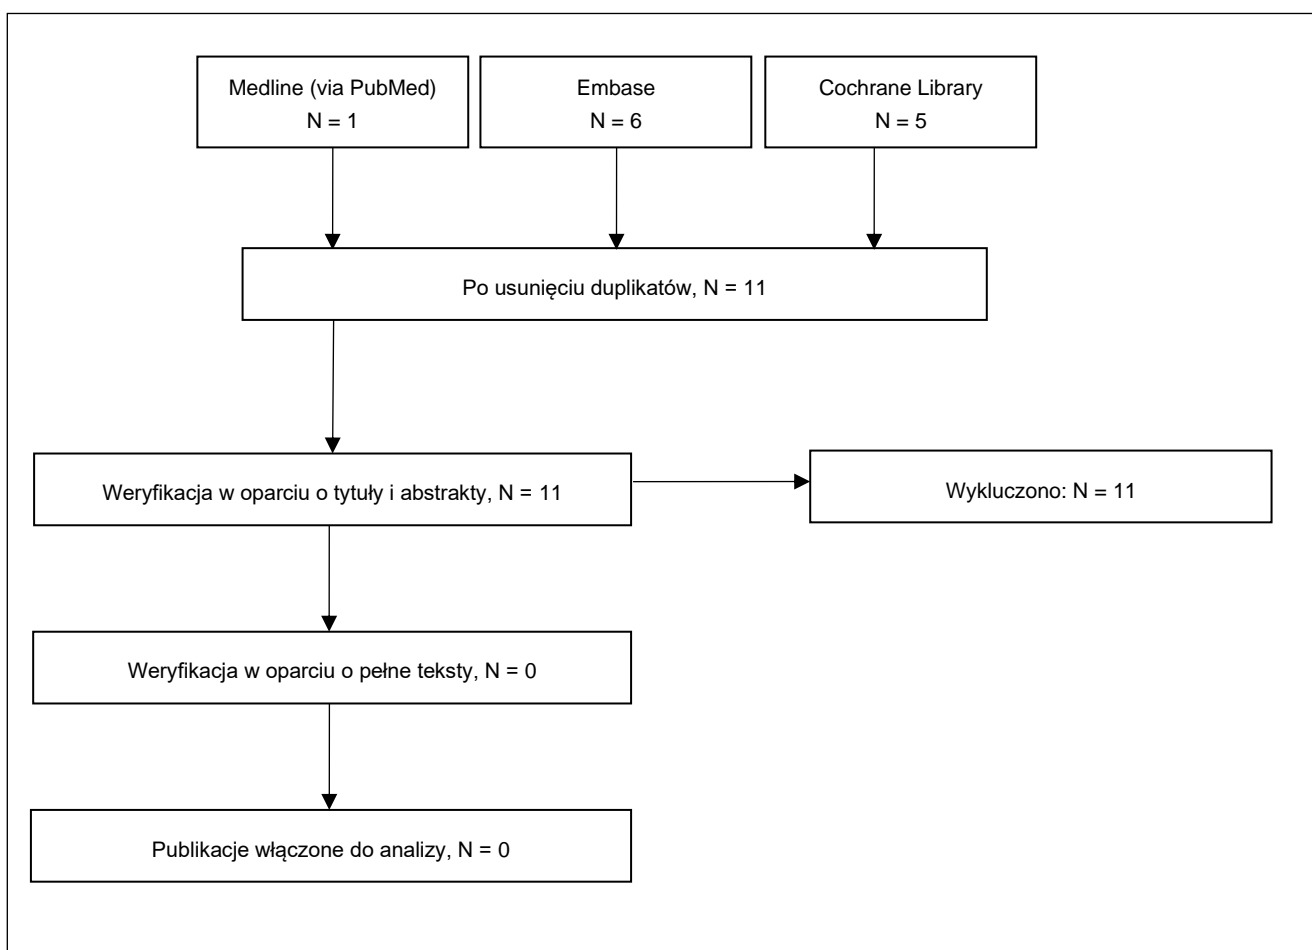 Medline (via PubMed)
N = 1
Embase
N = 6
Cochrane Library
N = 5
Po usunięciu duplikatów, N = 11
Weryfikacja w oparciu o tytuły i abstrakty, N = 11
Wykluczono: N = 11
Weryfikacja w oparciu o pełne teksty, N = 0
Publikacje włączone do analizy, N = 0